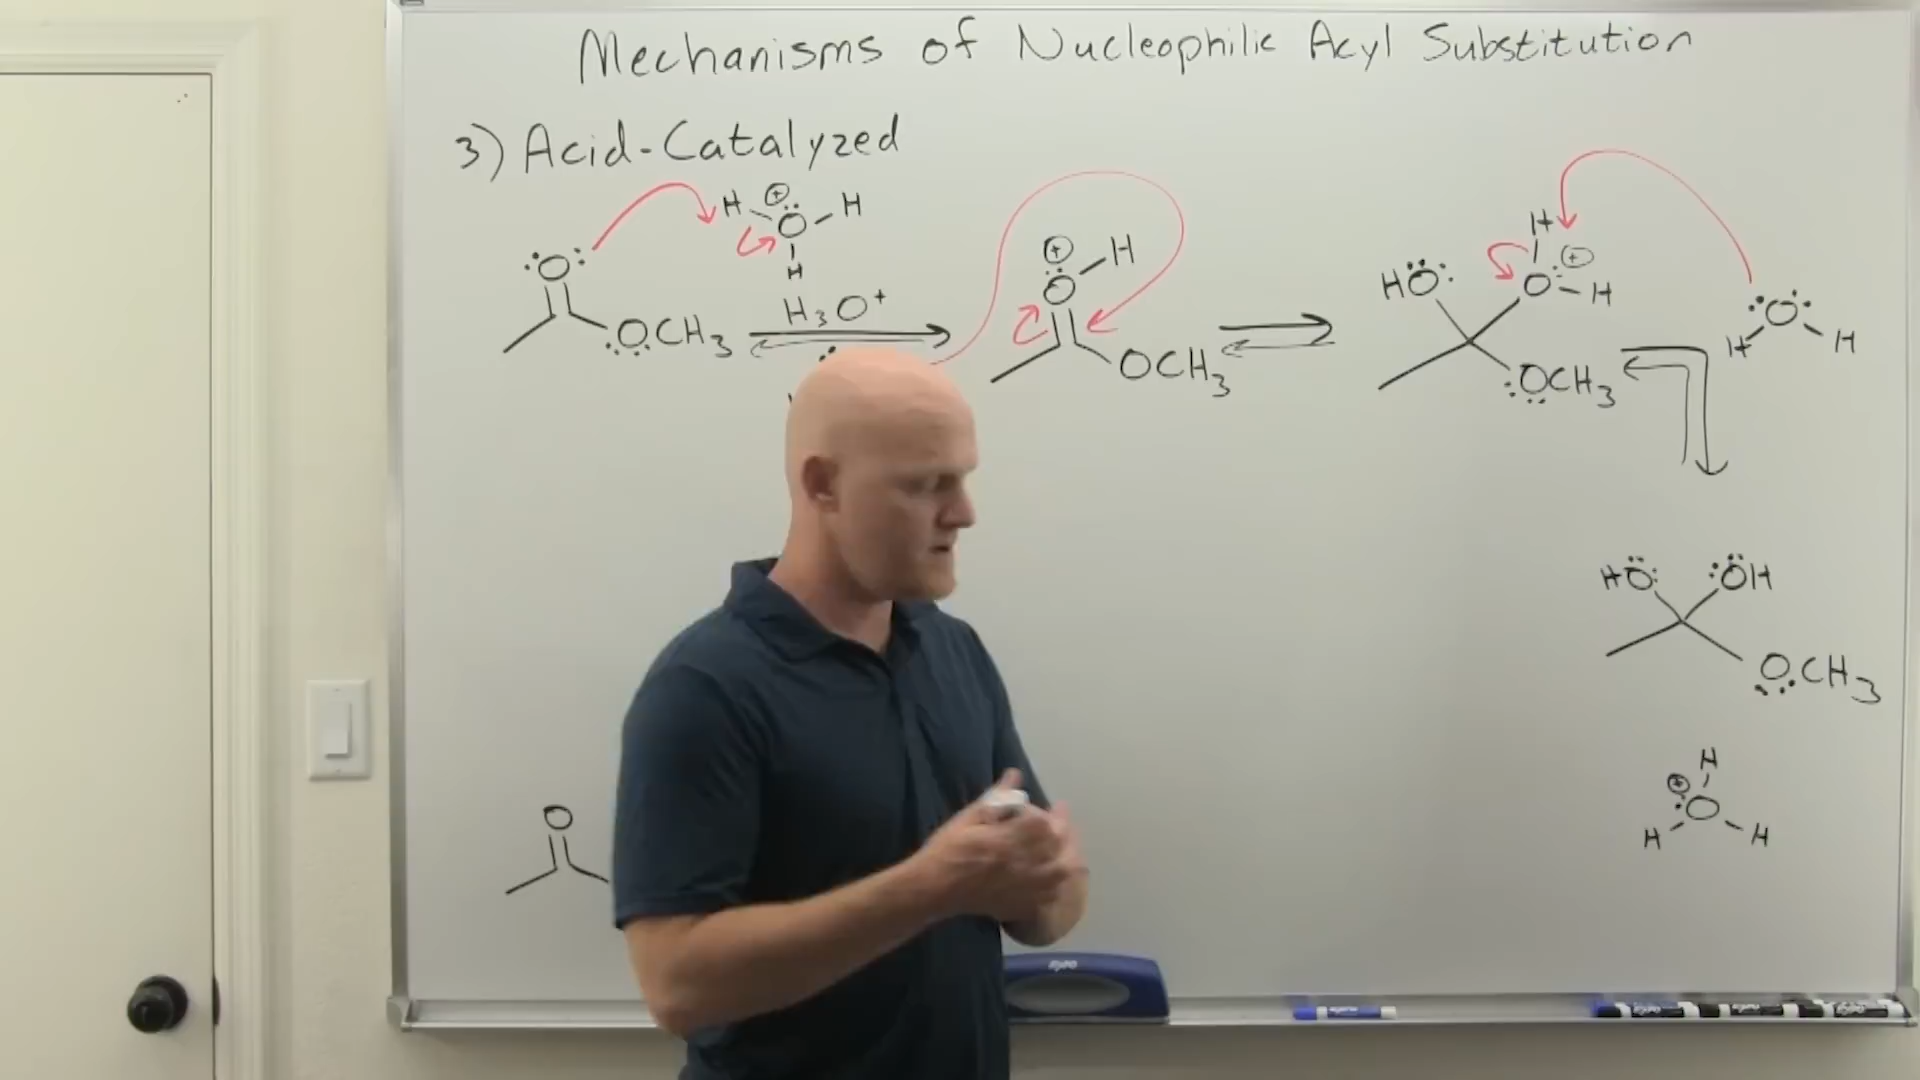 Mechanisms of Nucleophilic Acyl Substitution
3) Acid-Catalyzed
H ⊕ O H
H
O OCH3
H3O+
⊕ O H
OCH3
HO H O ⊕ H
OCH3
O H H
HO OH
OCH3
H
⊕ O
H H
O